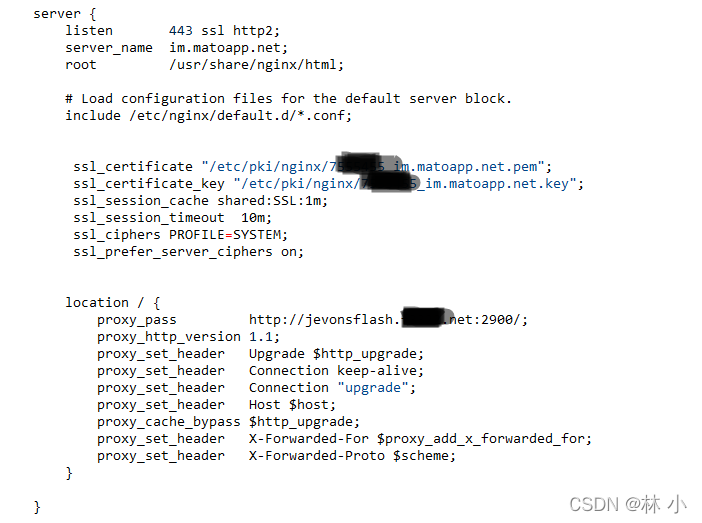 server {
listen 443 ssl http2;
server_name im.matoapp.net;
root /usr/share/nginx/html;
# Load configuration files for the default server block.
include /etc/nginx/default.d/*.conf;
ssl_certificate "/etc/pki/nginx/7 5_im.matoapp.net.pem";
ssl_certificate_key "/etc/pki/nginx/ _im.matoapp.net.key";
ssl_session_cache shared:SSL:1m;
ssl_session_timeout 10m;
ssl_ciphers PROFILE=SYSTEM;
ssl_prefer_server_ciphers on;
location / {
proxy_pass http://jevonsflash. .net:2900/;
proxy_http_version 1.1;
proxy_set_header Upgrade $http_upgrade;
proxy_set_header Connection keep-alive;
proxy_set_header Connection "upgrade";
proxy_set_header Host $host;
proxy_cache_bypass $http_upgrade;
proxy_set_header X-Forwarded-For $proxy_add_x_forwarded_for;
proxy_set_header X-Forwarded-Proto $scheme;
}
}
CSDN @林 小